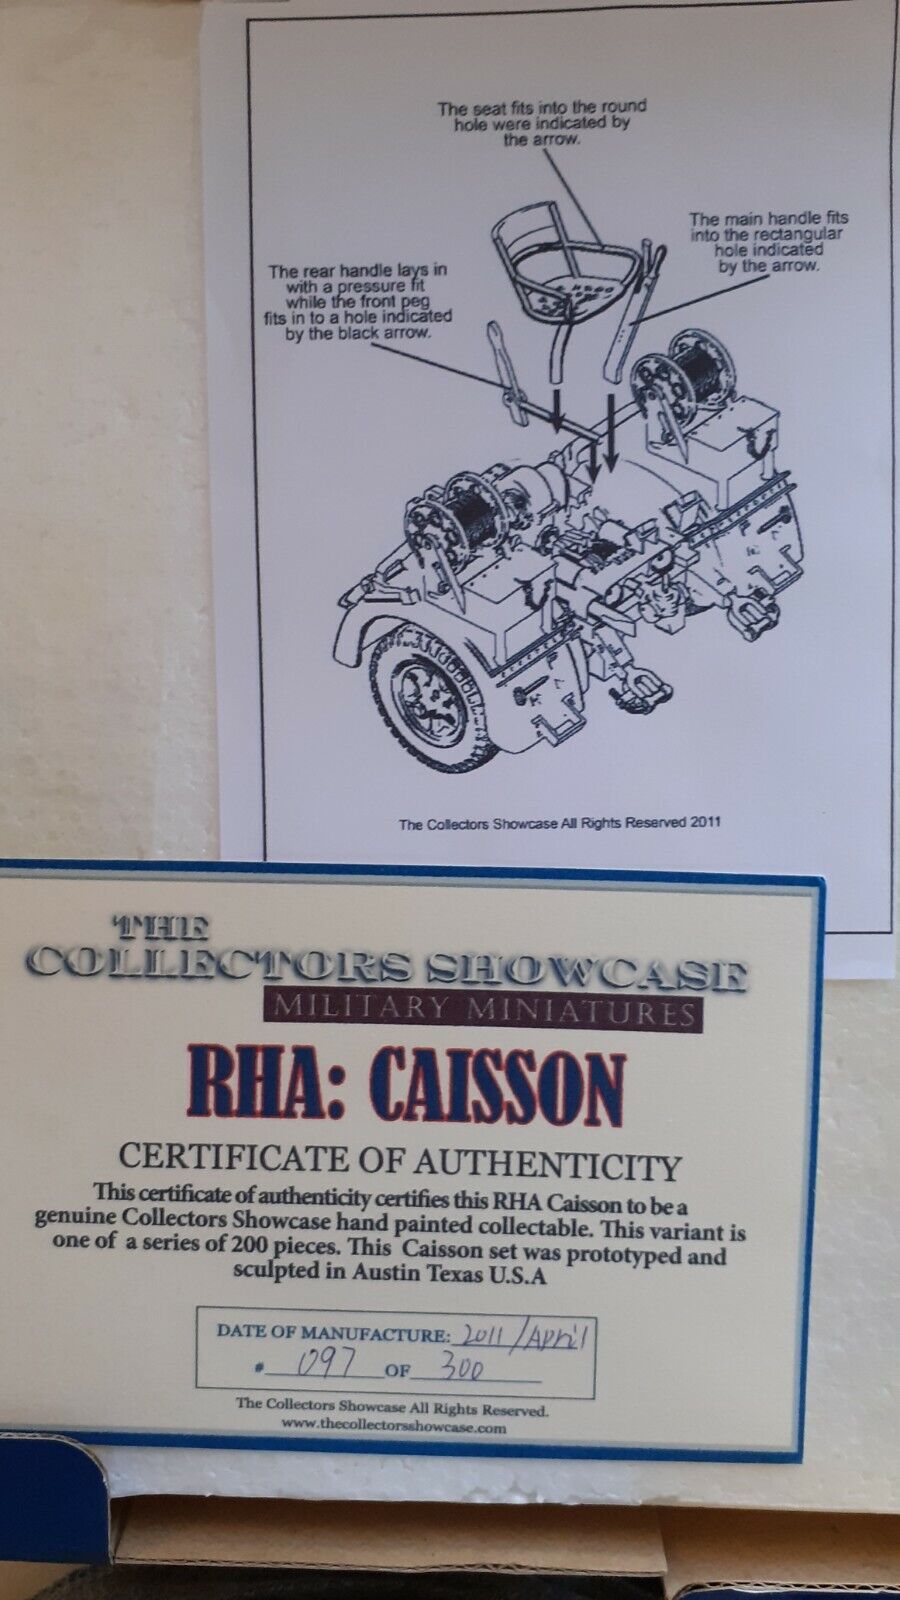 The seat fits into the round
hole were indicated by
the arrow.
The main handle fits
into the rectangular
hole indicated
by the arrow.
The rear handle lays in
with a pressure fit
while the front peg
fits in to a hole indicated
by the black arrow.
The Collectors Showcase All Rights Reserved 2011
THE
COLLECTORS SHOWCASE
MILITARY MINIATURES
RHA: CAISSON
CERTIFICATE OF AUTHENTICITY
This certificate of authenticity certifies this RHA Caisson to be a
genuine Collectors Showcase hand painted collectable. This variant is
one of a series of 200 pieces. This Caisson set was prototyped and
sculpted in Austin Texas U.S.A
DATE OF MANUFACTURE: 2011/April
# 097 OF 300
The Collectors Showcase All Rights Reserved.
www.thecollectorsshowcase.com